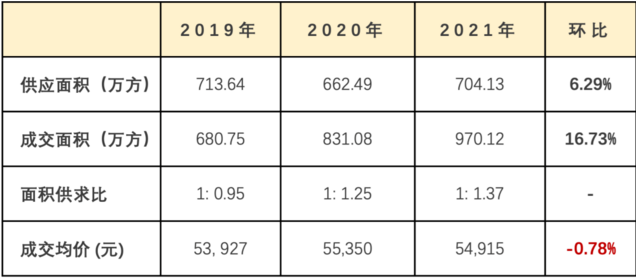 2019年 2020年 2021年 环比
供应面积（万方） 713.64 662.49 704.13 6.29%
成交面积（万方） 680.75 831.08 970.12 16.73%
面积供求比 1: 0.95 1: 1.25 1: 1.37 -
成交均价 (元) 53, 927 55,350 54,915 -0.78%